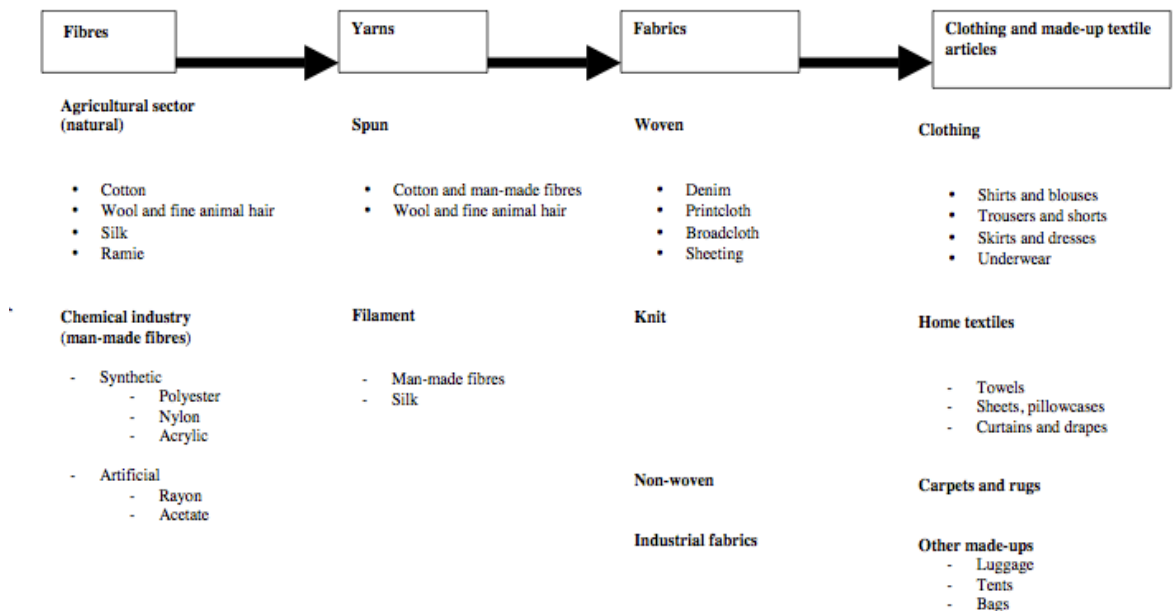 Fibres
Yarns
Fabrics
Clothing and made-up textile
articles
Agricultural sector
(natural)
• Cotton
• Wool and fine animal hair
• Silk
• Ramie
Chemical industry
(man-made fibres)
- Synthetic
- Polyester
- Nylon
- Acrylic
- Artificial
- Rayon
- Acetate
Spun
• Cotton and man-made fibres
• Wool and fine animal hair
Filament
- Man-made fibres
- Silk
Woven
• Denim
• Printcloth
• Broadcloth
• Sheeting
Knit
Non-woven
Industrial fabrics
Clothing
• Shirts and blouses
• Trousers and shorts
• Skirts and dresses
• Underwear
Home textiles
- Towels
- Sheets, pillowcases
- Curtains and drapes
Carpets and rugs
Other made-ups
- Luggage
- Tents
- Bags